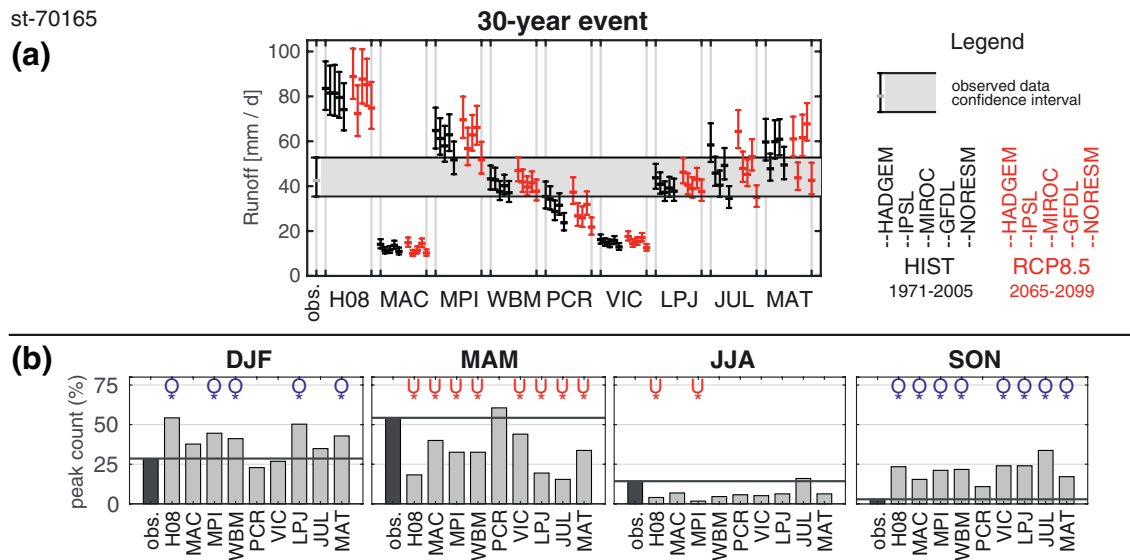 st-70165
(a)
30-year event
Runoff [mm / d]
100
80
60
40
20
0
obs. H08 MAC MPI WBM PCR VIC LPJ JUL MAT
Legend
observed data
confidence interval
--HADGEM
--IPSL
--MIROC
--GFDL
--NORESM
HIST
1971-2005
--HADGEM
--IPSL
--MIROC
--GFDL
--NORESM
RCP8.5
2065-2099
(b)
DJF MAM JJA SON
peak count (%)
75
50
25
0
O O O O O
* * * * *
U U U U U U U U
* * * * * * * *
U U
* *
O O O O O O O O
* * * * * * * *
obs. H08 MAC MPI WBM PCR VIC LPJ JUL MAT
obs. H08 MAC MPI WBM PCR VIC LPJ JUL MAT
obs. H08 MAC MPI WBM PCR VIC LPJ JUL MAT
obs. H08 MAC MPI WBM PCR VIC LPJ JUL MAT